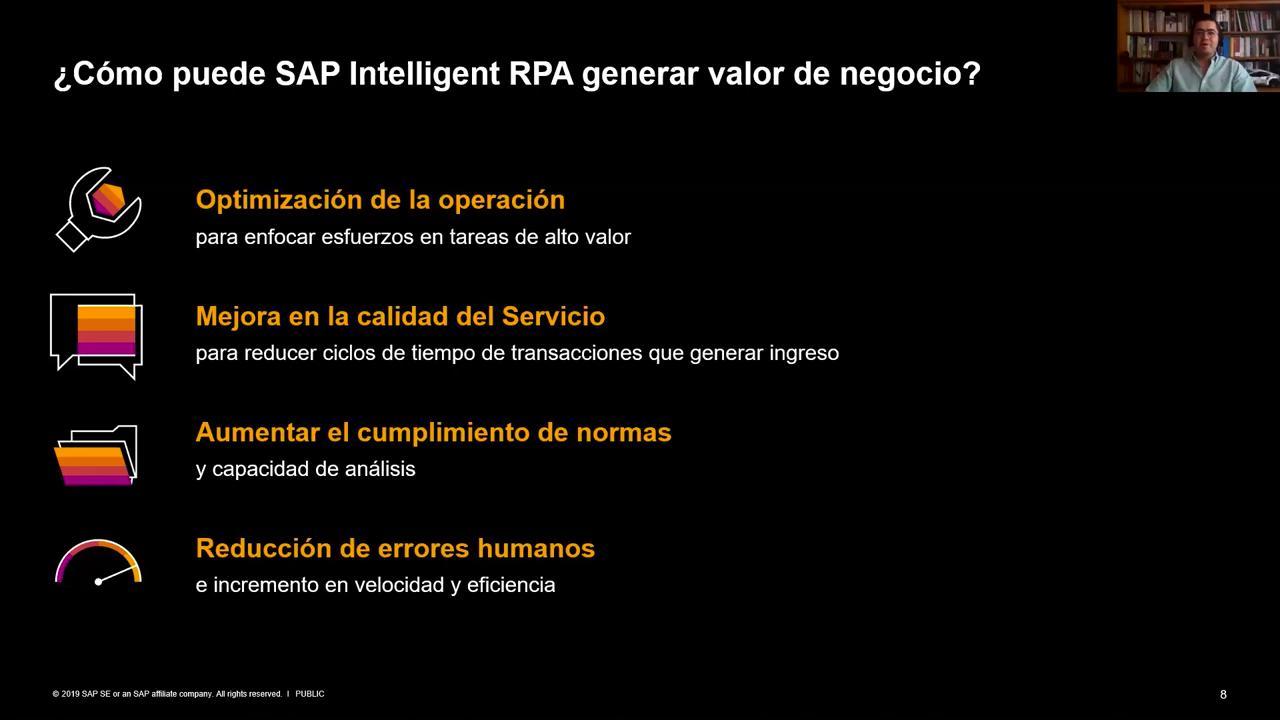 ¿Cómo puede SAP Intelligent RPA generar valor de negocio?
Optimización de la operación
para enfocar esfuerzos en tareas de alto valor
Mejora en la calidad del Servicio
para reducer ciclos de tiempo de transacciones que generar ingreso
Aumentar el cumplimiento de normas
y capacidad de análisis
Reducción de errores humanos
e incremento en velocidad y eficiencia
© 2019 SAP SE or an SAP affiliate company. All rights reserved. I PUBLIC
8